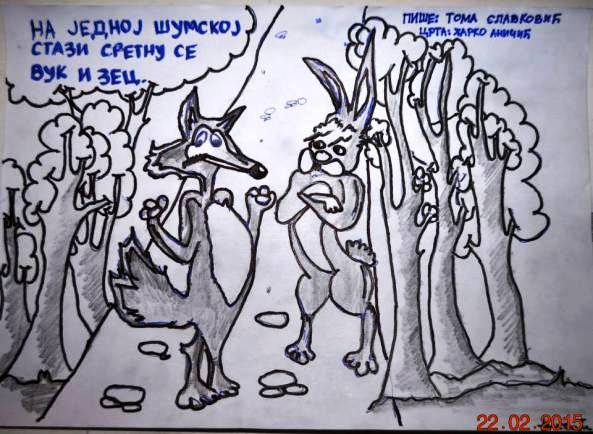 НА ЈЕДНОЈ ШУМСКОЈ
СТАЗИ СРЕТНУ СЕ
ВУК И ЗЕЦ..
ПИШЕ: ТОМА СЛАВКОВИЋ
ЦРТА: ЖАРКО АНИЧИЋ
22.02.2015